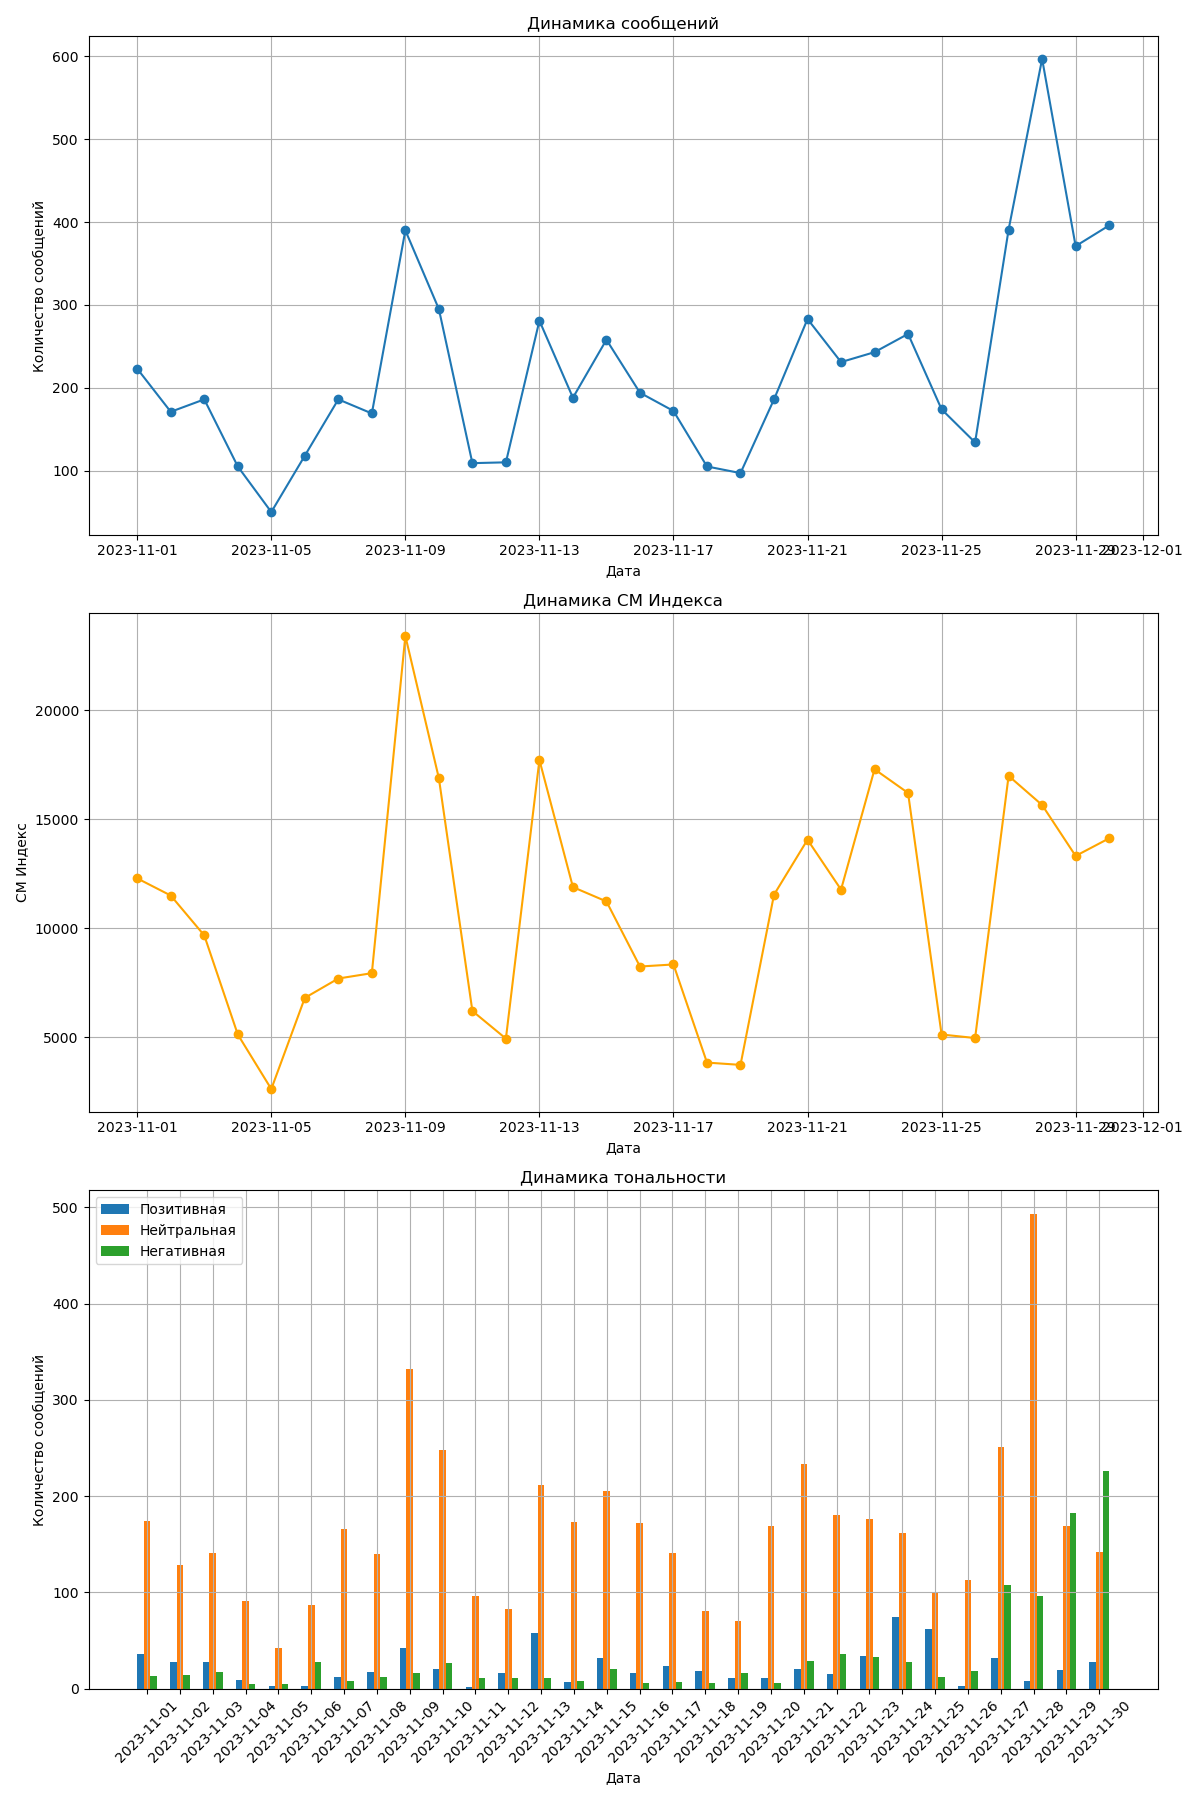 Динамика сообщений
600
500
400
300
200
100
Количество сообщений
2023-11-01 2023-11-05 2023-11-09 2023-11-13 2023-11-17 2023-11-21 2023-11-25 2023-11-29 2023-12-01
Дата
Динамика СМ Индекса
20000
15000
10000
5000
СМ Индекс
2023-11-01 2023-11-05 2023-11-09 2023-11-13 2023-11-17 2023-11-21 2023-11-25 2023-11-29 2023-12-01
Дата
Динамика тональности
Позитивная
Нейтральная
Негативная
500
400
300
200
100
0
Количество сообщений
2023-11-01 2023-11-02 2023-11-03 2023-11-04 2023-11-05 2023-11-06 2023-11-07 2023-11-08 2023-11-09 2023-11-10 2023-11-11 2023-11-12 2023-11-13 2023-11-14 2023-11-15 2023-11-16 2023-11-17 2023-11-18 2023-11-19 2023-11-20 2023-11-21 2023-11-22 2023-11-23 2023-11-24 2023-11-25 2023-11-26 2023-11-27 2023-11-28 2023-11-29 2023-11-30
Дата